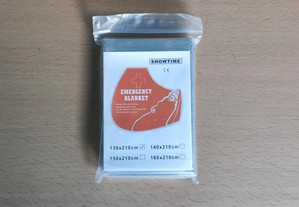 SHOWTIME
CE
EMERGENCY
BLANKET
130x210cm 140x210cm
150x210cm 160x210cm